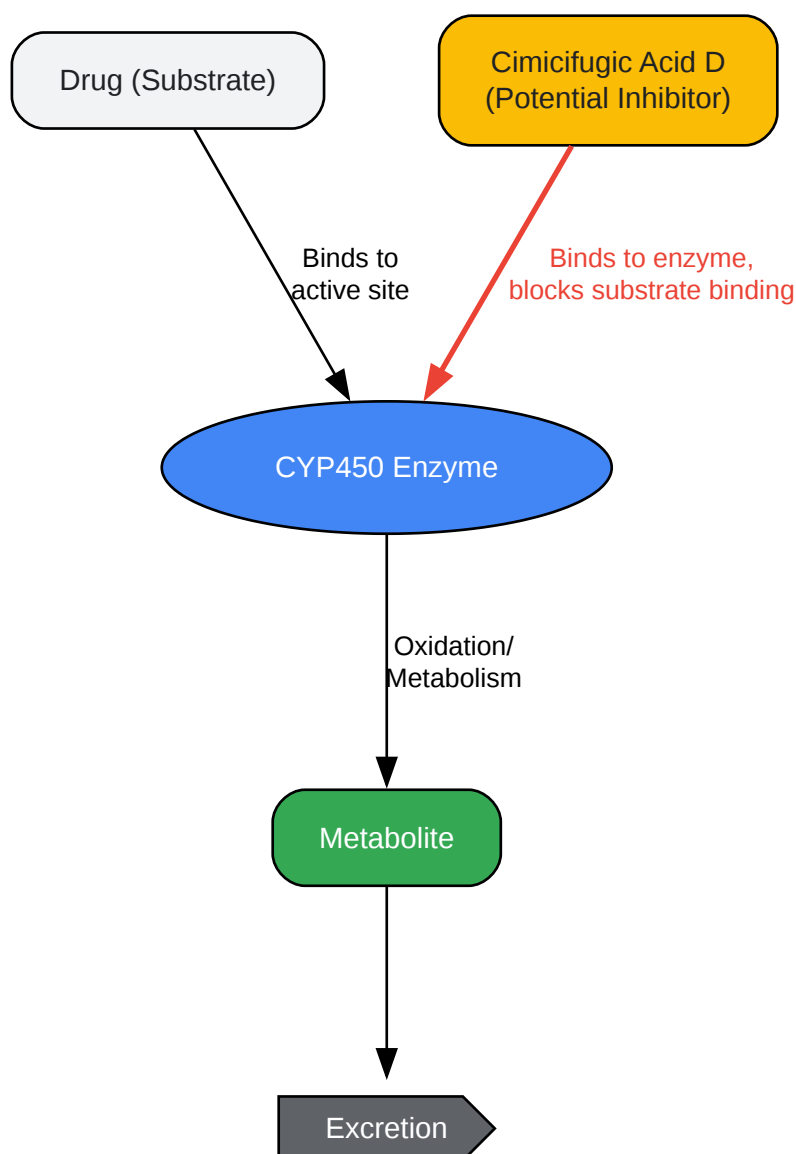 Drug (Substrate)
Cimicifugic Acid D
(Potential Inhibitor)
Binds to
active site
Binds to enzyme,
blocks substrate binding
CYP450 Enzyme
Oxidation/
Metabolism
Metabolite
Excretion